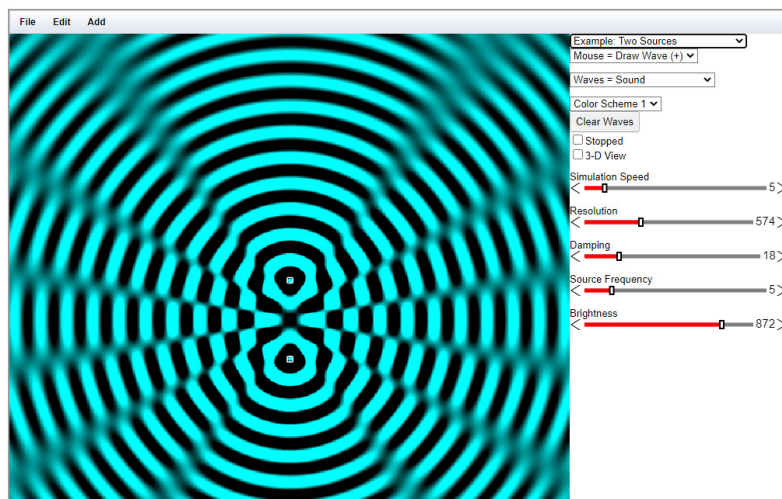 File Edit Add
Example: Two Sources
Mouse = Draw Wave (+)
Waves = Sound
Color Scheme 1
Clear Waves
Stopped
3-D View
Simulation Speed
5
Resolution
574
Damping
18
Source Frequency
5
Brightness
872